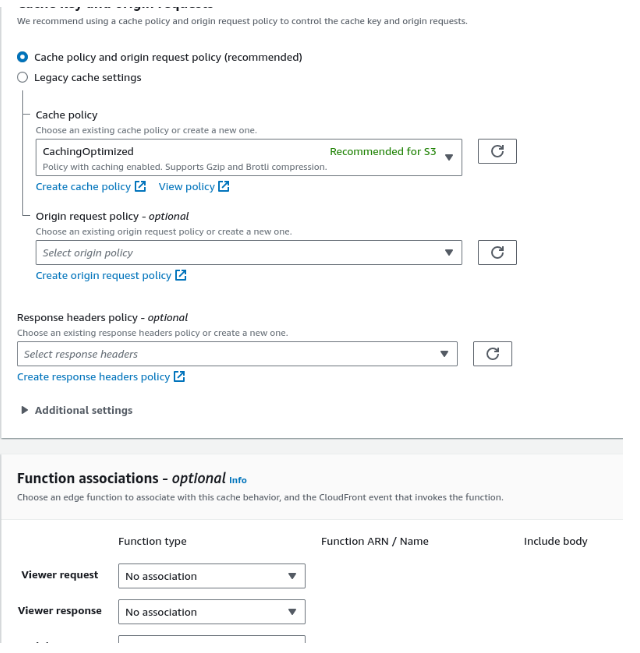 Cache key and origin requests
We recommend using a cache policy and origin request policy to control the cache key and origin requests.
Cache policy and origin request policy (recommended)
Legacy cache settings
Cache policy
Choose an existing cache policy or create a new one.
CachingOptimized Recommended for S3
Policy with caching enabled. Supports Gzip and Brotli compression.
Create cache policy View policy
Origin request policy - optional
Choose an existing origin request policy or create a new one.
Select origin policy
Create origin request policy
Response headers policy - optional
Choose an existing response headers policy or create a new one.
Select response headers
Create response headers policy
Additional settings
Function associations - optional Info
Choose an edge function to associate with this cache behavior, and the CloudFront event that invokes the function.
Function type Function ARN / Name Include body
Viewer request No association
Viewer response No association